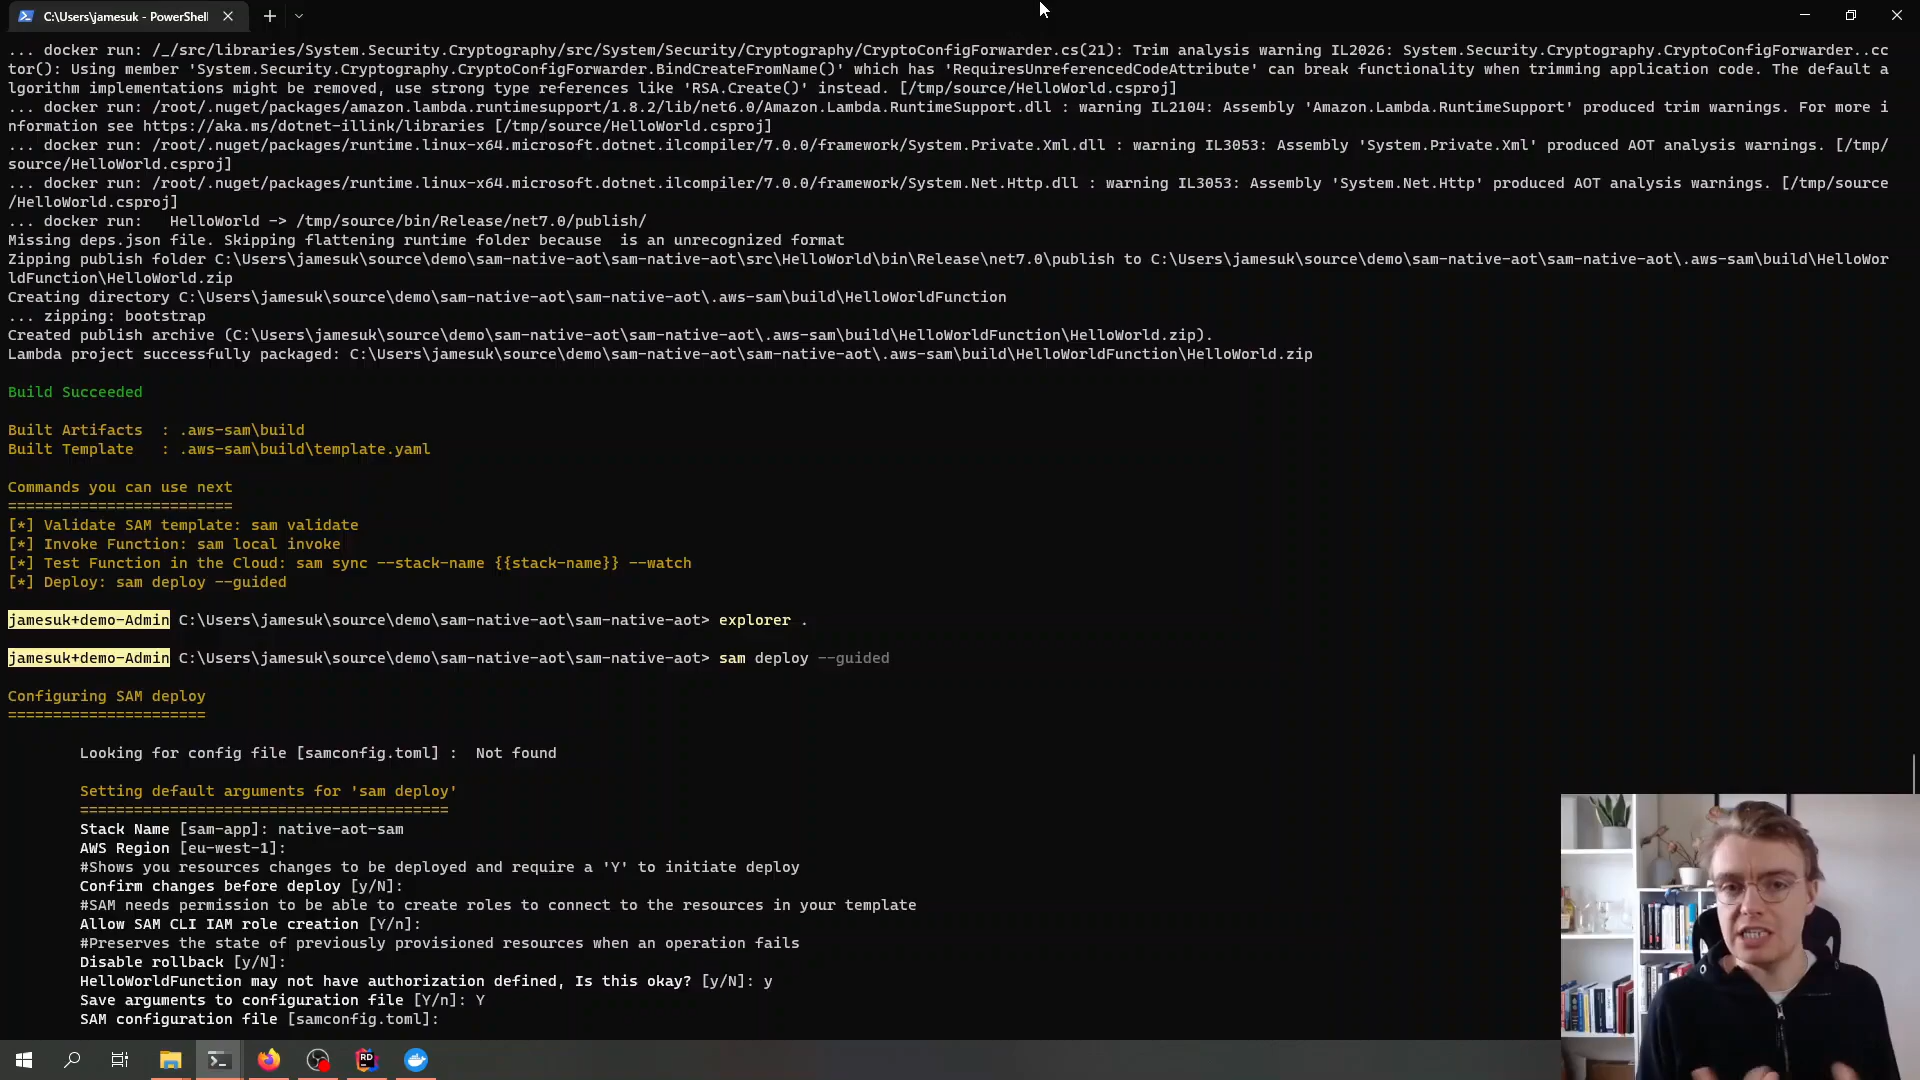 C:\Users\jamesuk - PowerShell
... docker run: /_/src/libraries/System.Security.Cryptography/src/System/Security/Cryptography/CryptoConfigForwarder.cs(21): Trim analysis warning IL2026: System.Security.Cryptography.CryptoConfigForwarder..cc
tor(): Using member 'System.Security.Cryptography.CryptoConfigForwarder.BindCreateFromName()' which has 'RequiresUnreferencedCodeAttribute' can break functionality when trimming application code. The default a
lgorithm implementations might be removed, use strong type references like 'RSA.Create()' instead. [/tmp/source/HelloWorld.csproj]
... docker run: /root/.nuget/packages/amazon.lambda.runtimesupport/1.8.2/lib/net6.0/Amazon.Lambda.RuntimeSupport.dll : warning IL2104: Assembly 'Amazon.Lambda.RuntimeSupport' produced trim warnings. For more i
nformation see https://aka.ms/dotnet-illink/libraries [/tmp/source/HelloWorld.csproj]
... docker run: /root/.nuget/packages/runtime.linux-x64.microsoft.dotnet.ilcompiler/7.0.0/framework/System.Private.Xml.dll : warning IL3053: Assembly 'System.Private.Xml' produced AOT analysis warnings. [/tmp/
source/HelloWorld.csproj]
... docker run: /root/.nuget/packages/runtime.linux-x64.microsoft.dotnet.ilcompiler/7.0.0/framework/System.Net.Http.dll : warning IL3053: Assembly 'System.Net.Http' produced AOT analysis warnings. [/tmp/source
/HelloWorld.csproj]
... docker run:   HelloWorld -> /tmp/source/bin/Release/net7.0/publish/
Missing deps.json file. Skipping flattening runtime folder because  is an unrecognized format
Zipping publish folder C:\Users\jamesuk\source\demo\sam-native-aot\sam-native-aot\src\HelloWorld\bin\Release\net7.0\publish to C:\Users\jamesuk\source\demo\sam-native-aot\sam-native-aot\.aws-sam\build\HelloWor
ldFunction\HelloWorld.zip
Creating directory C:\Users\jamesuk\source\demo\sam-native-aot\sam-native-aot\.aws-sam\build\HelloWorldFunction
... zipping: bootstrap
Created publish archive (C:\Users\jamesuk\source\demo\sam-native-aot\sam-native-aot\.aws-sam\build\HelloWorldFunction\HelloWorld.zip).
Lambda project successfully packaged: C:\Users\jamesuk\source\demo\sam-native-aot\sam-native-aot\.aws-sam\build\HelloWorldFunction\HelloWorld.zip
Build Succeeded
Built Artifacts  : .aws-sam\build
Built Template   : .aws-sam\build\template.yaml
Commands you can use next
=========================
[*] Validate SAM template: sam validate
[*] Invoke Function: sam local invoke
[*] Test Function in the Cloud: sam sync --stack-name {{stack-name}} --watch
[*] Deploy: sam deploy --guided
jamesuk+demo-Admin C:\Users\jamesuk\source\demo\sam-native-aot\sam-native-aot> explorer .
jamesuk+demo-Admin C:\Users\jamesuk\source\demo\sam-native-aot\sam-native-aot> sam deploy --guided
Configuring SAM deploy
======================
Looking for config file [samconfig.toml] :  Not found
Setting default arguments for 'sam deploy'
=========================================
Stack Name [sam-app]: native-aot-sam
AWS Region [eu-west-1]:
#Shows you resources changes to be deployed and require a 'Y' to initiate deploy
Confirm changes before deploy [y/N]:
#SAM needs permission to be able to create roles to connect to the resources in your template
Allow SAM CLI IAM role creation [Y/n]:
#Preserves the state of previously provisioned resources when an operation fails
Disable rollback [y/N]:
HelloWorldFunction may not have authorization defined, Is this okay? [y/N]: y
Save arguments to configuration file [Y/n]: Y
SAM configuration file [samconfig.toml]:
RD